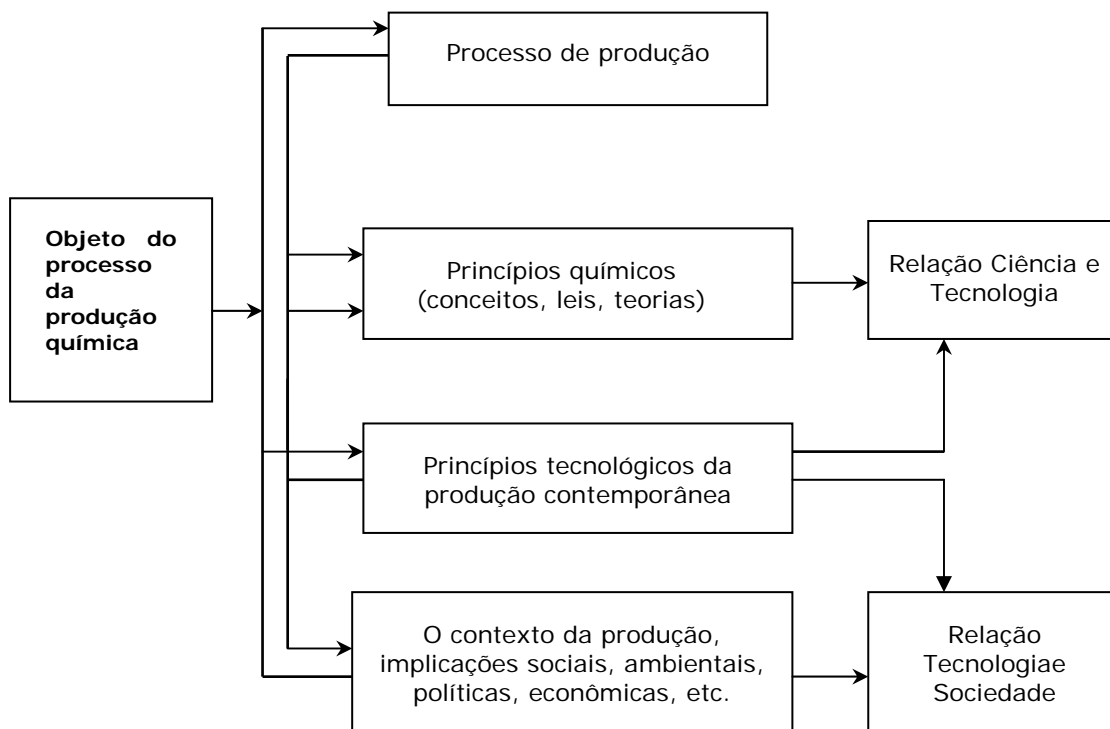 Processo de produção
Objeto do
processo
da
produção
química
Princípios químicos
(conceitos, leis, teorias)
Relação Ciência e
Tecnologia
Princípios tecnológicos da
produção contemporânea
O contexto da produção,
implicações sociais, ambientais,
políticas, econômicas, etc.
Relação
Tecnologiae
Sociedade